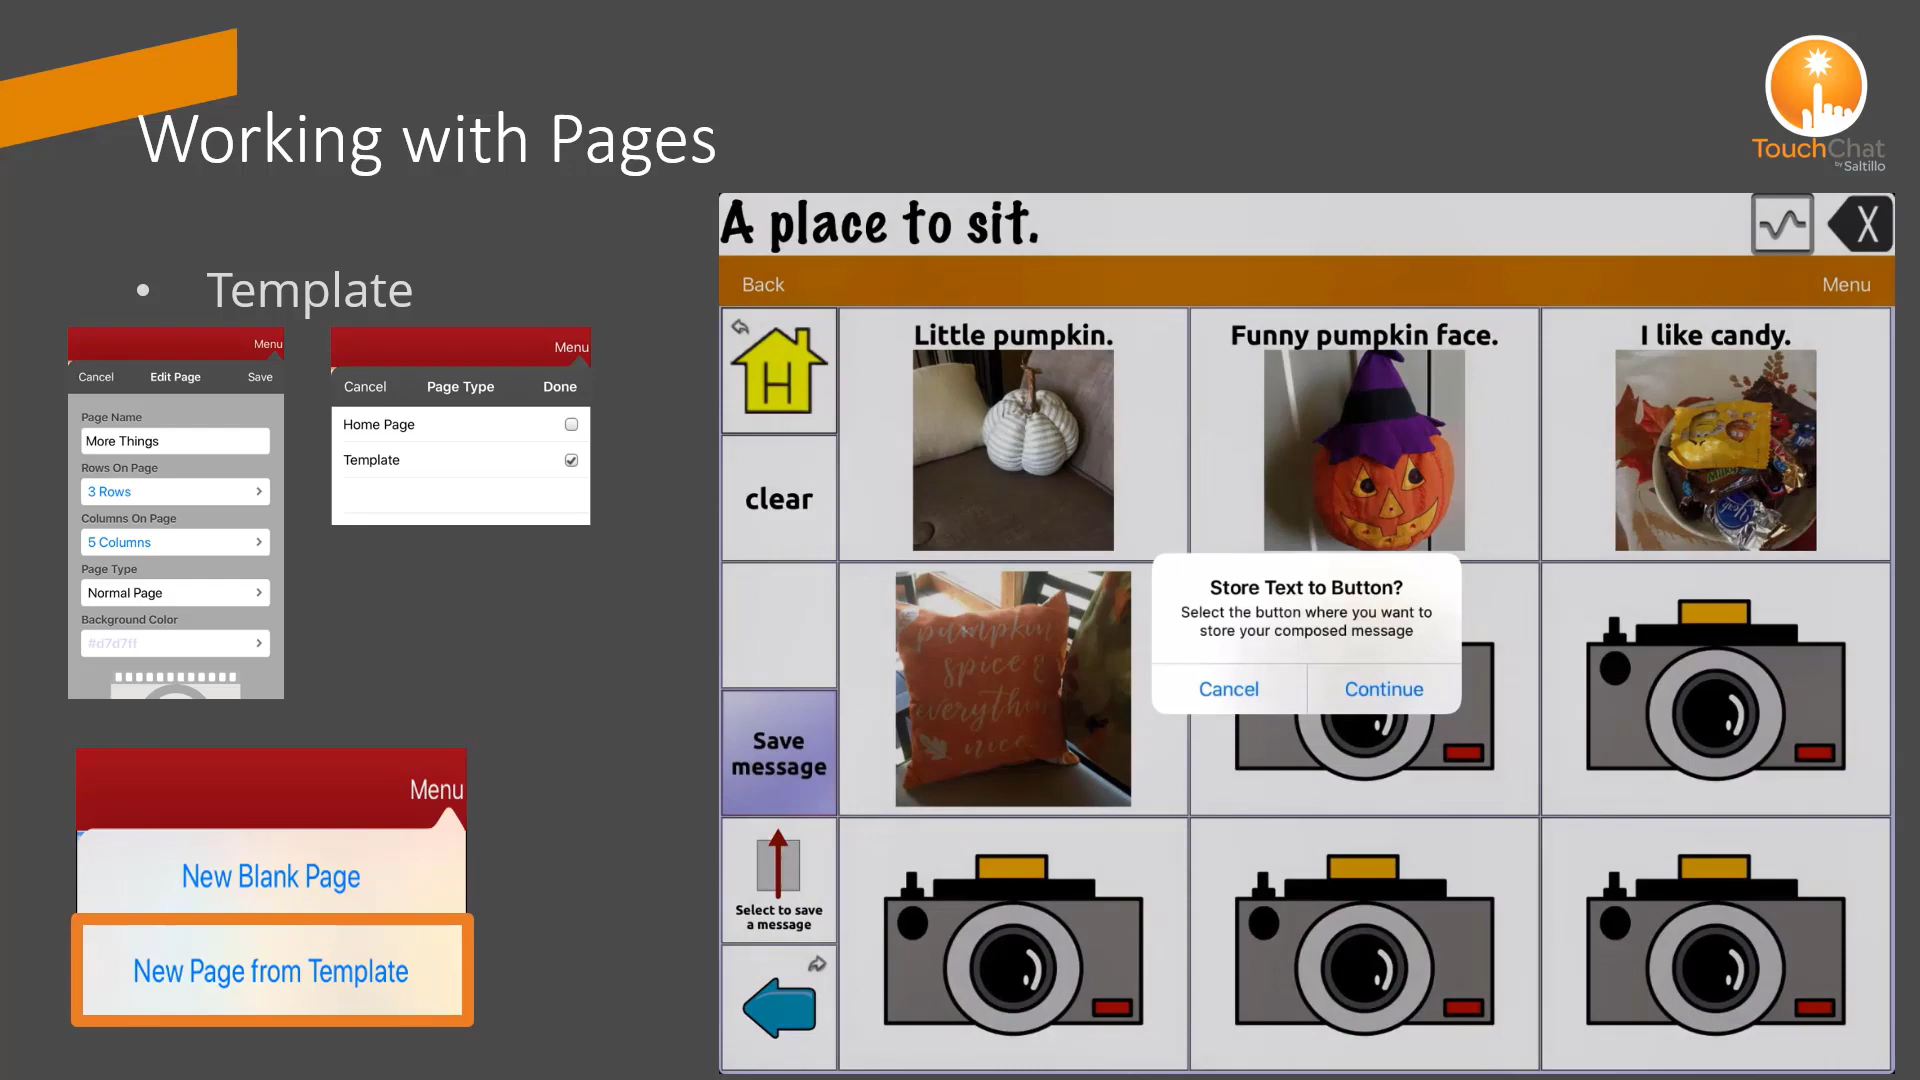 Working with Pages
TouchChat
by Saltillo
• Template
Menu
Cancel Edit Page Save
Page Name
More Things
Rows On Page
3 Rows
Columns On Page
5 Columns
Page Type
Normal Page
Background Color
#d7d7ff
Menu
Cancel Page Type Done
Home Page
Template
Menu
New Blank Page
New Page from Template
A place to sit.
X
Back Menu
H
Little pumpkin.
Funny pumpkin face.
I like candy.
clear
pumpkin
spice &
everything
nice
Store Text to Button?
Select the button where you want to
store your composed message
Cancel Continue
Save
message
Select to save
a message